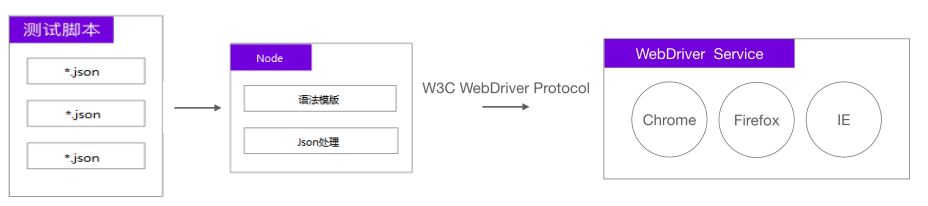 测试脚本
*.json
*.json
*.json
Node
语法模版
Json处理
W3C WebDriver Protocol
WebDriver Service
Chrome
Firefox
IE